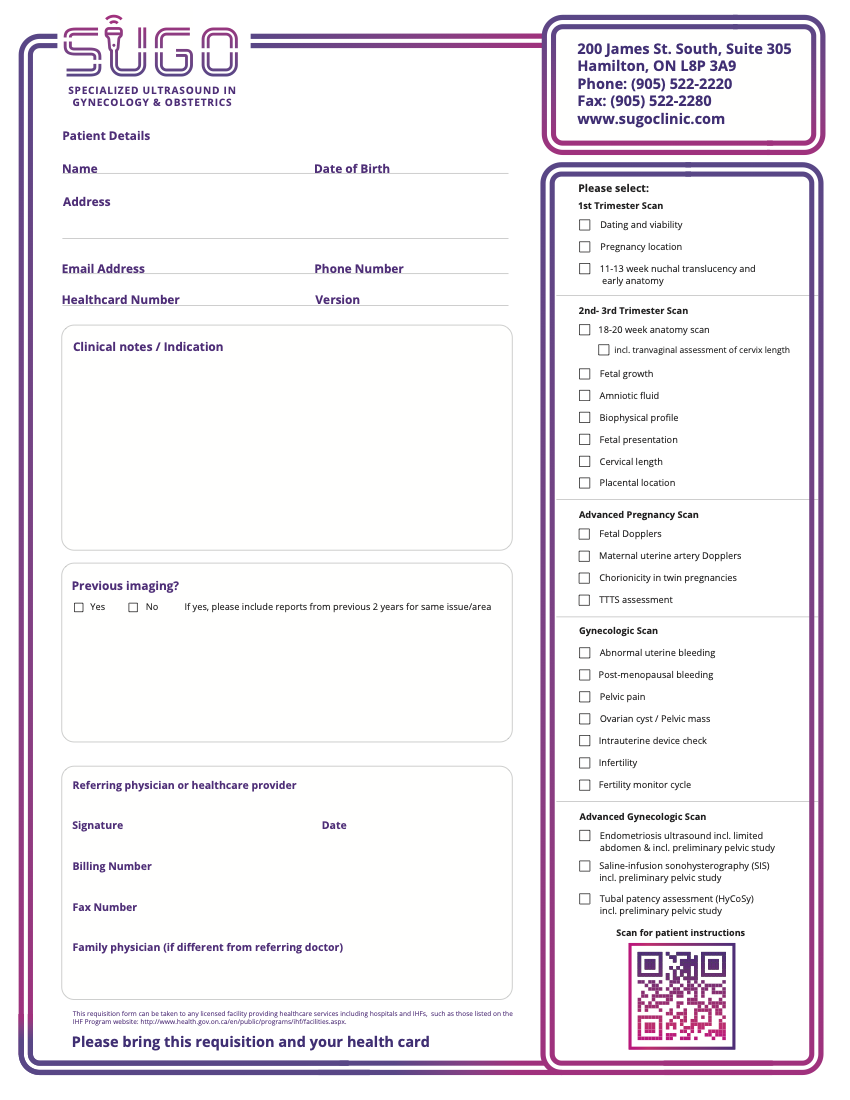 SUGO
SPECIALIZED ULTRASOUND IN
GYNECOLOGY & OBSTETRICS
200 James St. South, Suite 305
Hamilton, ON L8P 3A9
Phone: (905) 522-2220
Fax: (905) 522-2280
www.sugoclinic.com
Patient Details
Name Date of Birth
Address
Email Address Phone Number
Healthcard Number Version
Clinical notes / Indication
Previous imaging?
Yes No If yes, please include reports from previous 2 years for same issue/area
Referring physician or healthcare provider
Signature Date
Billing Number
Fax Number
Family physician (if different from referring doctor)
This requisition form can be taken to any licensed facility providing healthcare services including hospitals and IHFs, such as those listed on the
IHF Program website: http://www.health.gov.on.ca/en/public/programs/ihf/facilities.aspx.
Please bring this requisition and your health card
Please select:
1st Trimester Scan
Dating and viability
Pregnancy location
11-13 week nuchal translucency and
early anatomy
2nd- 3rd Trimester Scan
18-20 week anatomy scan
incl. tranvaginal assessment of cervix length
Fetal growth
Amniotic fluid
Biophysical profile
Fetal presentation
Cervical length
Placental location
Advanced Pregnancy Scan
Fetal Dopplers
Maternal uterine artery Dopplers
Chorionicity in twin pregnancies
TTTS assessment
Gynecologic Scan
Abnormal uterine bleeding
Post-menopausal bleeding
Pelvic pain
Ovarian cyst / Pelvic mass
Intrauterine device check
Infertility
Fertility monitor cycle
Advanced Gynecologic Scan
Endometriosis ultrasound incl. limited
abdomen & incl. preliminary pelvic study
Saline-infusion sonohysterography (SIS)
incl. preliminary pelvic study
Tubal patency assessment (HyCoSy)
incl. preliminary pelvic study
Scan for patient instructions